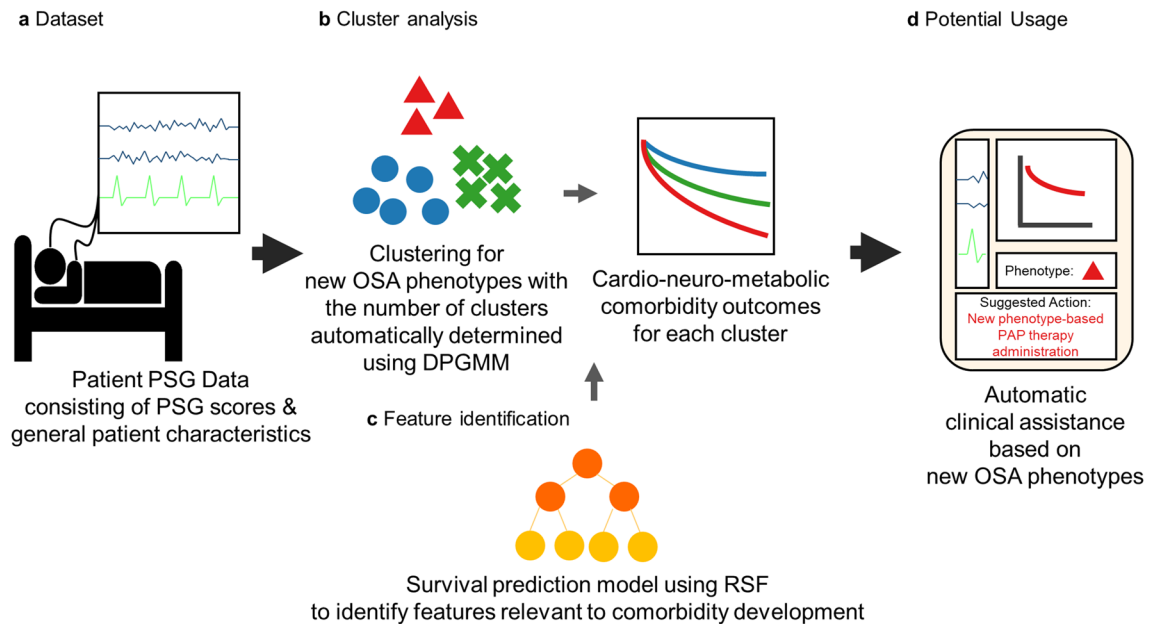 a Dataset
Patient PSG Data
consisting of PSG scores &
general patient characteristics
b Cluster analysis
Clustering for
new OSA phenotypes with
the number of clusters
automatically determined
using DPGMM
Cardio-neuro-metabolic
comorbidity outcomes
for each cluster
c Feature identification
Survival prediction model using RSF
to identify features relevant to comorbidity development
d Potential Usage
Phenotype:
Suggested Action:
New phenotype-based
PAP therapy
administration
Automatic
clinical assistance
based on
new OSA phenotypes